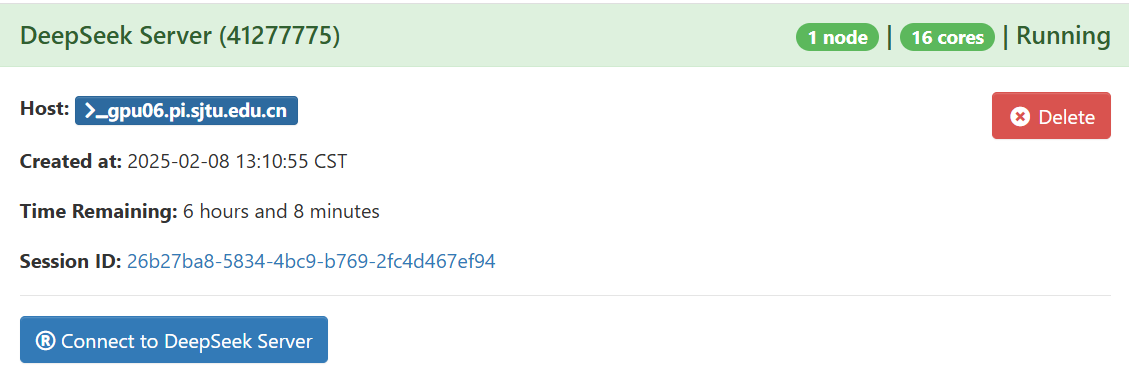 DeepSeek Server (41277775) 1 node | 16 cores | Running
Host: >_gpu06.pi.sjtu.edu.cn Delete
Created at: 2025-02-08 13:10:55 CST
Time Remaining: 6 hours and 8 minutes
Session ID: 26b27ba8-5834-4bc9-b769-2fc4d467ef94
® Connect to DeepSeek Server